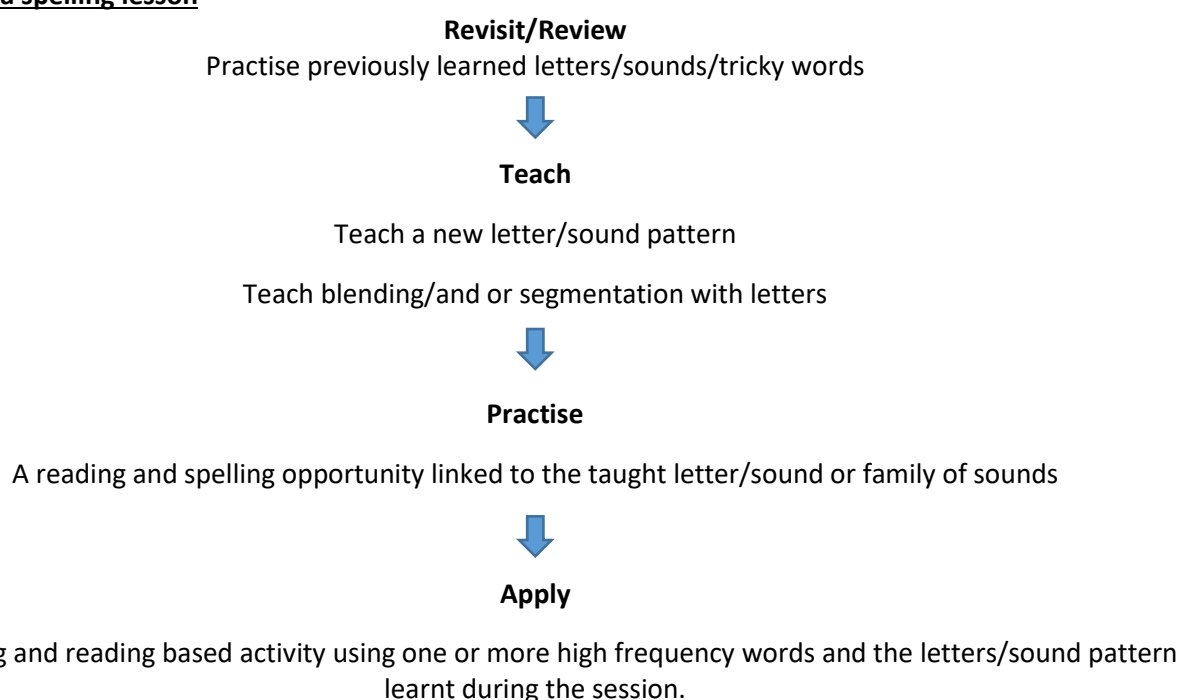 a spelling lesson
Revisit/Review
Practise previously learned letters/sounds/tricky words
Teach
Teach a new letter/sound pattern
Teach blending/and or segmentation with letters
Practise
A reading and spelling opportunity linked to the taught letter/sound or family of sounds
Apply
g and reading based activity using one or more high frequency words and the letters/sound pattern
learnt during the session.